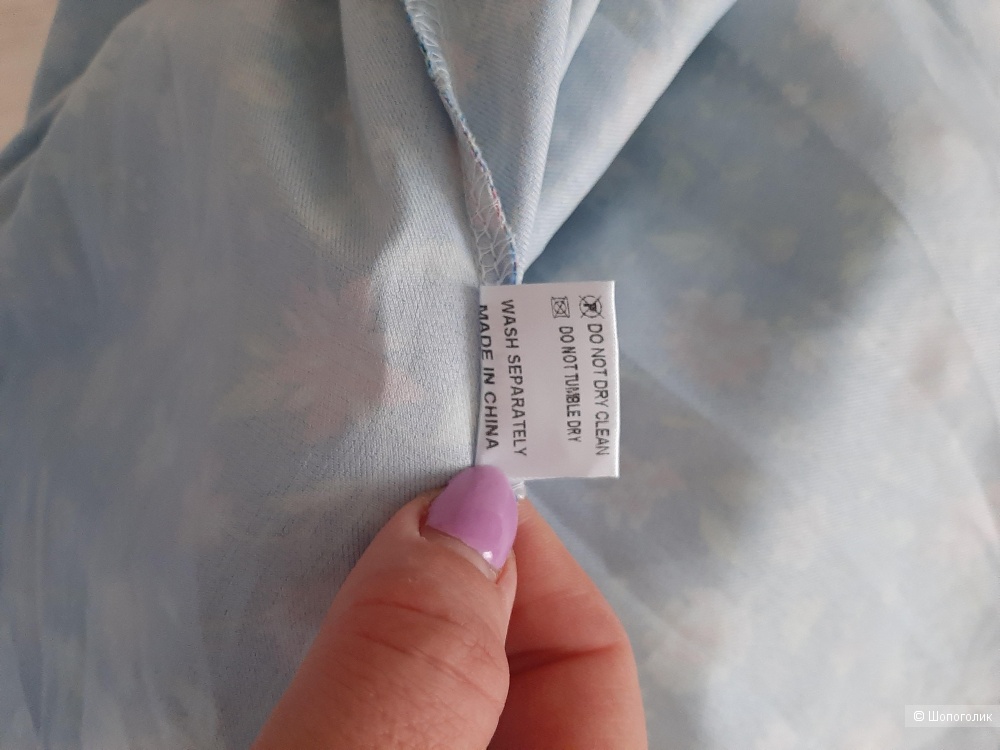 DO NOT DRY CLEAN
DO NOT TUMBLE DRY
WASH SEPARATELY
MADE IN CHINA
© Шопоголик